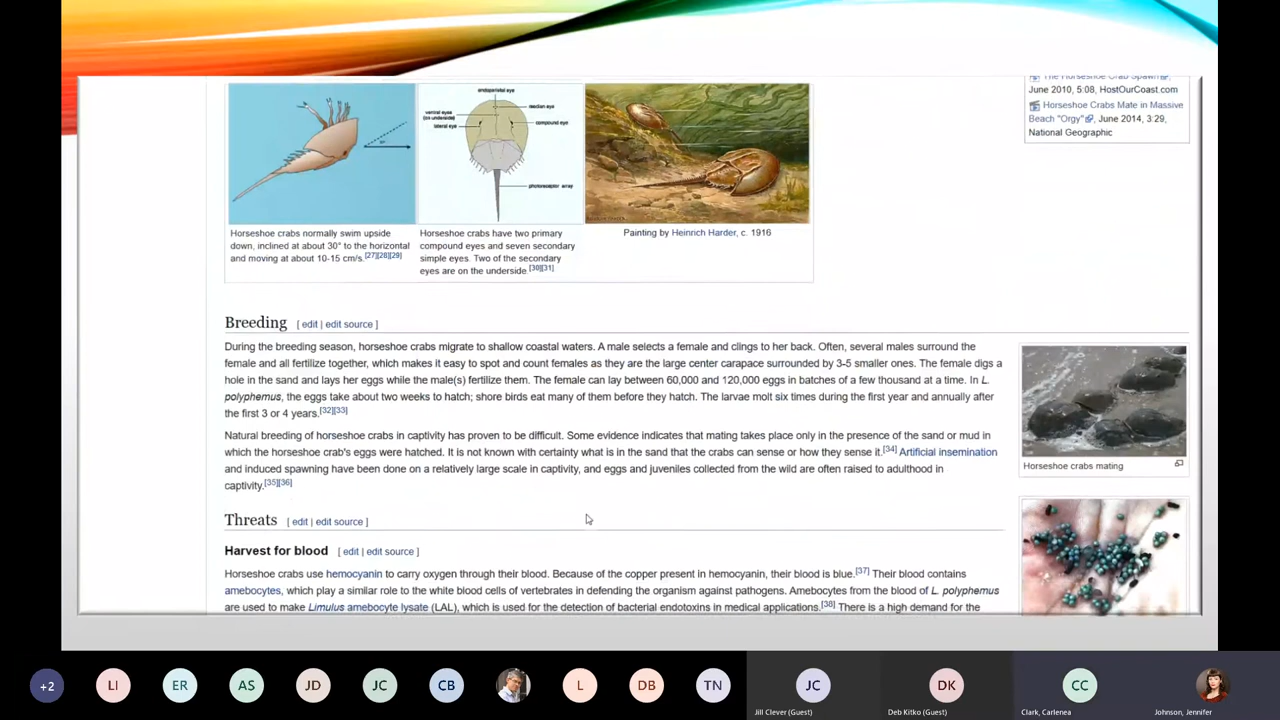 The Horseshoe Crab Spawn,
June 2010, 5:08, HostOurCoast.com
Horseshoe Crabs Mate in Massive
Beach "Orgy", June 2014, 3:29,
National Geographic
endoparietal eye
median eye
ventral eyes
(on underside)
lateral eye
compound eye
photoreceptor array
Horseshoe crabs normally swim upside
down, inclined at about 30° to the horizontal
and moving at about 10-15 cm/s.[27][28][29]
Horseshoe crabs have two primary
compound eyes and seven secondary
simple eyes. Two of the secondary
eyes are on the underside.[30][31]
Painting by Heinrich Harder, c. 1916
Breeding [ edit | edit source ]
During the breeding season, horseshoe crabs migrate to shallow coastal waters. A male selects a female and clings to her back. Often, several males surround the
female and all fertilize together, which makes it easy to spot and count females as they are the large center carapace surrounded by 3-5 smaller ones. The female digs a
hole in the sand and lays her eggs while the male(s) fertilize them. The female can lay between 60,000 and 120,000 eggs in batches of a few thousand at a time. In L.
polyphemus, the eggs take about two weeks to hatch; shore birds eat many of them before they hatch. The larvae molt six times during the first year and annually after
the first 3 or 4 years.[32][33]
Natural breeding of horseshoe crabs in captivity has proven to be difficult. Some evidence indicates that mating takes place only in the presence of the sand or mud in
which the horseshoe crab's eggs were hatched. It is not known with certainty what is in the sand that the crabs can sense or how they sense it.[34] Artificial insemination
and induced spawning have been done on a relatively large scale in captivity, and eggs and juveniles collected from the wild are often raised to adulthood in
captivity.[35][36]
Horseshoe crabs mating
Threats [ edit | edit source ]
Harvest for blood [ edit | edit source ]
Horseshoe crabs use hemocyanin to carry oxygen through their blood. Because of the copper present in hemocyanin, their blood is blue.[37] Their blood contains
amebocytes, which play a similar role to the white blood cells of vertebrates in defending the organism against pathogens. Amebocytes from the blood of L. polyphemus
are used to make Limulus amebocyte lysate (LAL), which is used for the detection of bacterial endotoxins in medical applications.[38] There is a high demand for the
+2 LI ER AS JD JC CB L DB TN JC DK CC
Jill Clever (Guest) Deb Kitko (Guest) Clark, Carlenea Johnson, Jennifer